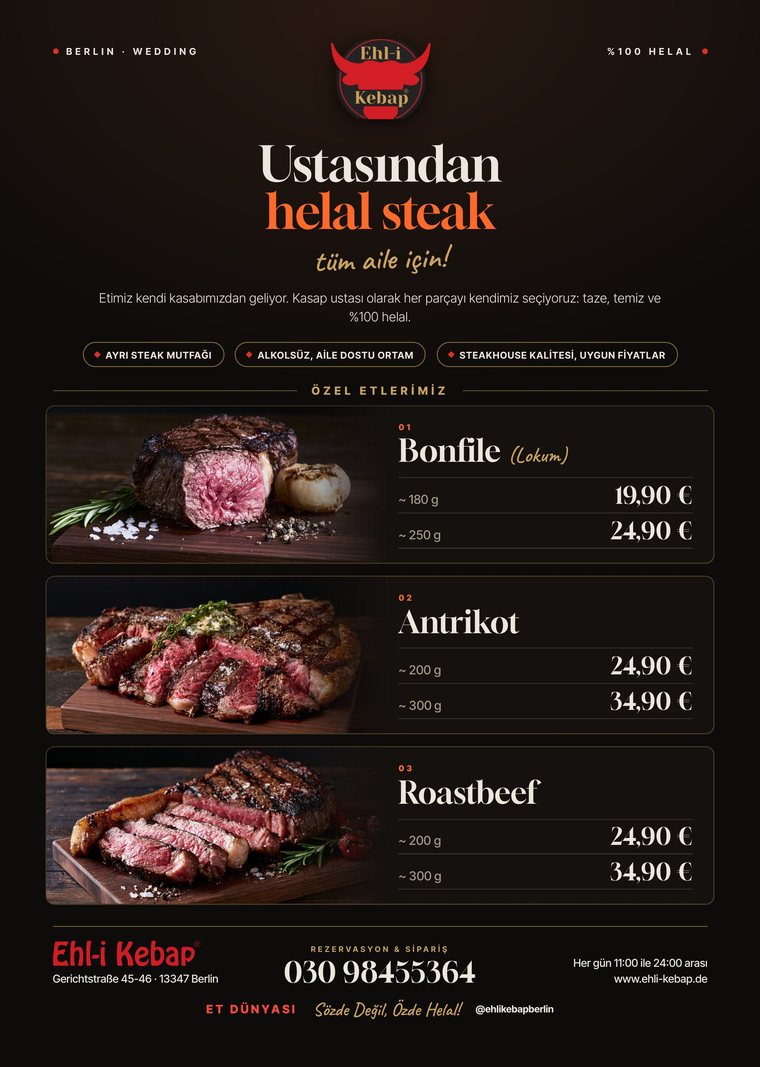 BERLIN · WEDDING
Ehl-i
Kebap
%100 HELAL
Ustasından
helal steak
tüm aile için!
Etimiz kendi kasabımızdan geliyor. Kasap ustası olarak her parçayı kendimiz seçiyoruz: taze, temiz ve
%100 helal.
AYRI STEAK MUTFAĞI
ALKOLSÜZ, AİLE DOSTU ORTAM
STEAKHOUSE KALİTESİ, UYGUN FİYATLAR
ÖZEL ETLERİMİZ
01
Bonfile (Lokum)
~ 180 g 19,90 €
~ 250 g 24,90 €
02
Antrikot
~ 200 g 24,90 €
~ 300 g 34,90 €
03
Roastbeef
~ 200 g 24,90 €
~ 300 g 34,90 €
Ehl-i Kebap®
Gerichtstraße 45-46 · 13347 Berlin
REZERVASYON & SİPARİŞ
030 98455364
Her gün 11:00 ile 24:00 arası
www.ehli-kebap.de
ET DÜNYASI Sözde Değil, Özde Helal! @ehlikebapberlin